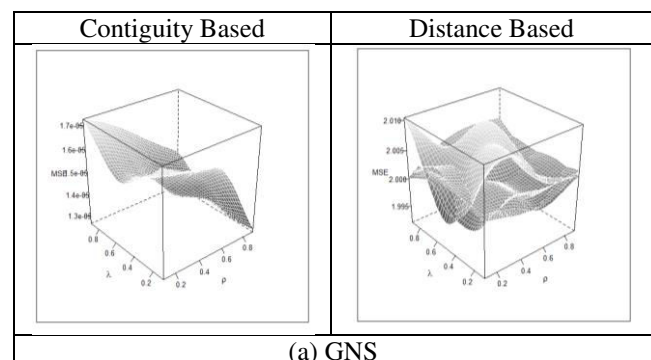 Contiguity Based
Distance Based
1.7e-05
1.6e-05
MSE
1.5e-05
1.4e-05
1.3e-05
0.8
0.6
0.4
0.2
λ
0.2
0.4
0.6
0.8
ρ
2.010
2.005
MSE
2.000
1.995
0.8
0.6
0.4
0.2
λ
0.2
0.4
0.6
0.8
ρ
(a) GNS